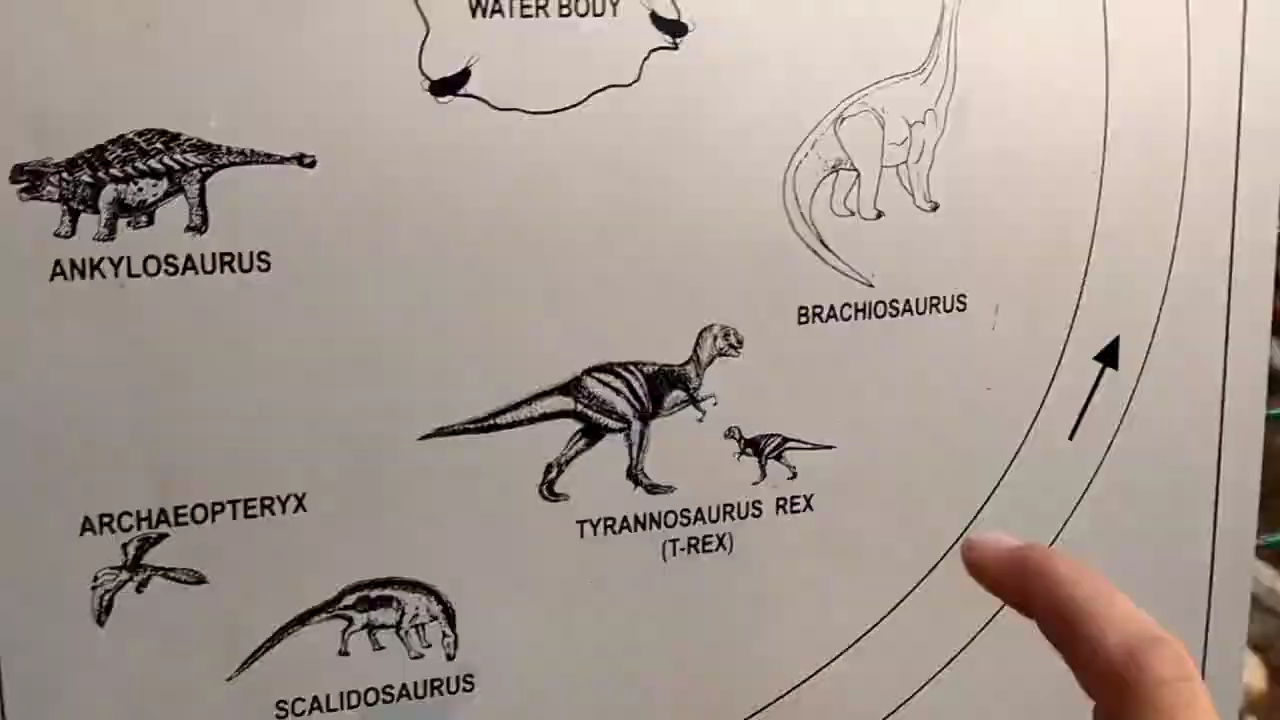 WATER BODY
ANKYLOSAURUS
BRACHIOSAURUS
ARCHAEOPTERYX
TYRANNOSAURUS REX
(T-REX)
SCALIDOSAURUS